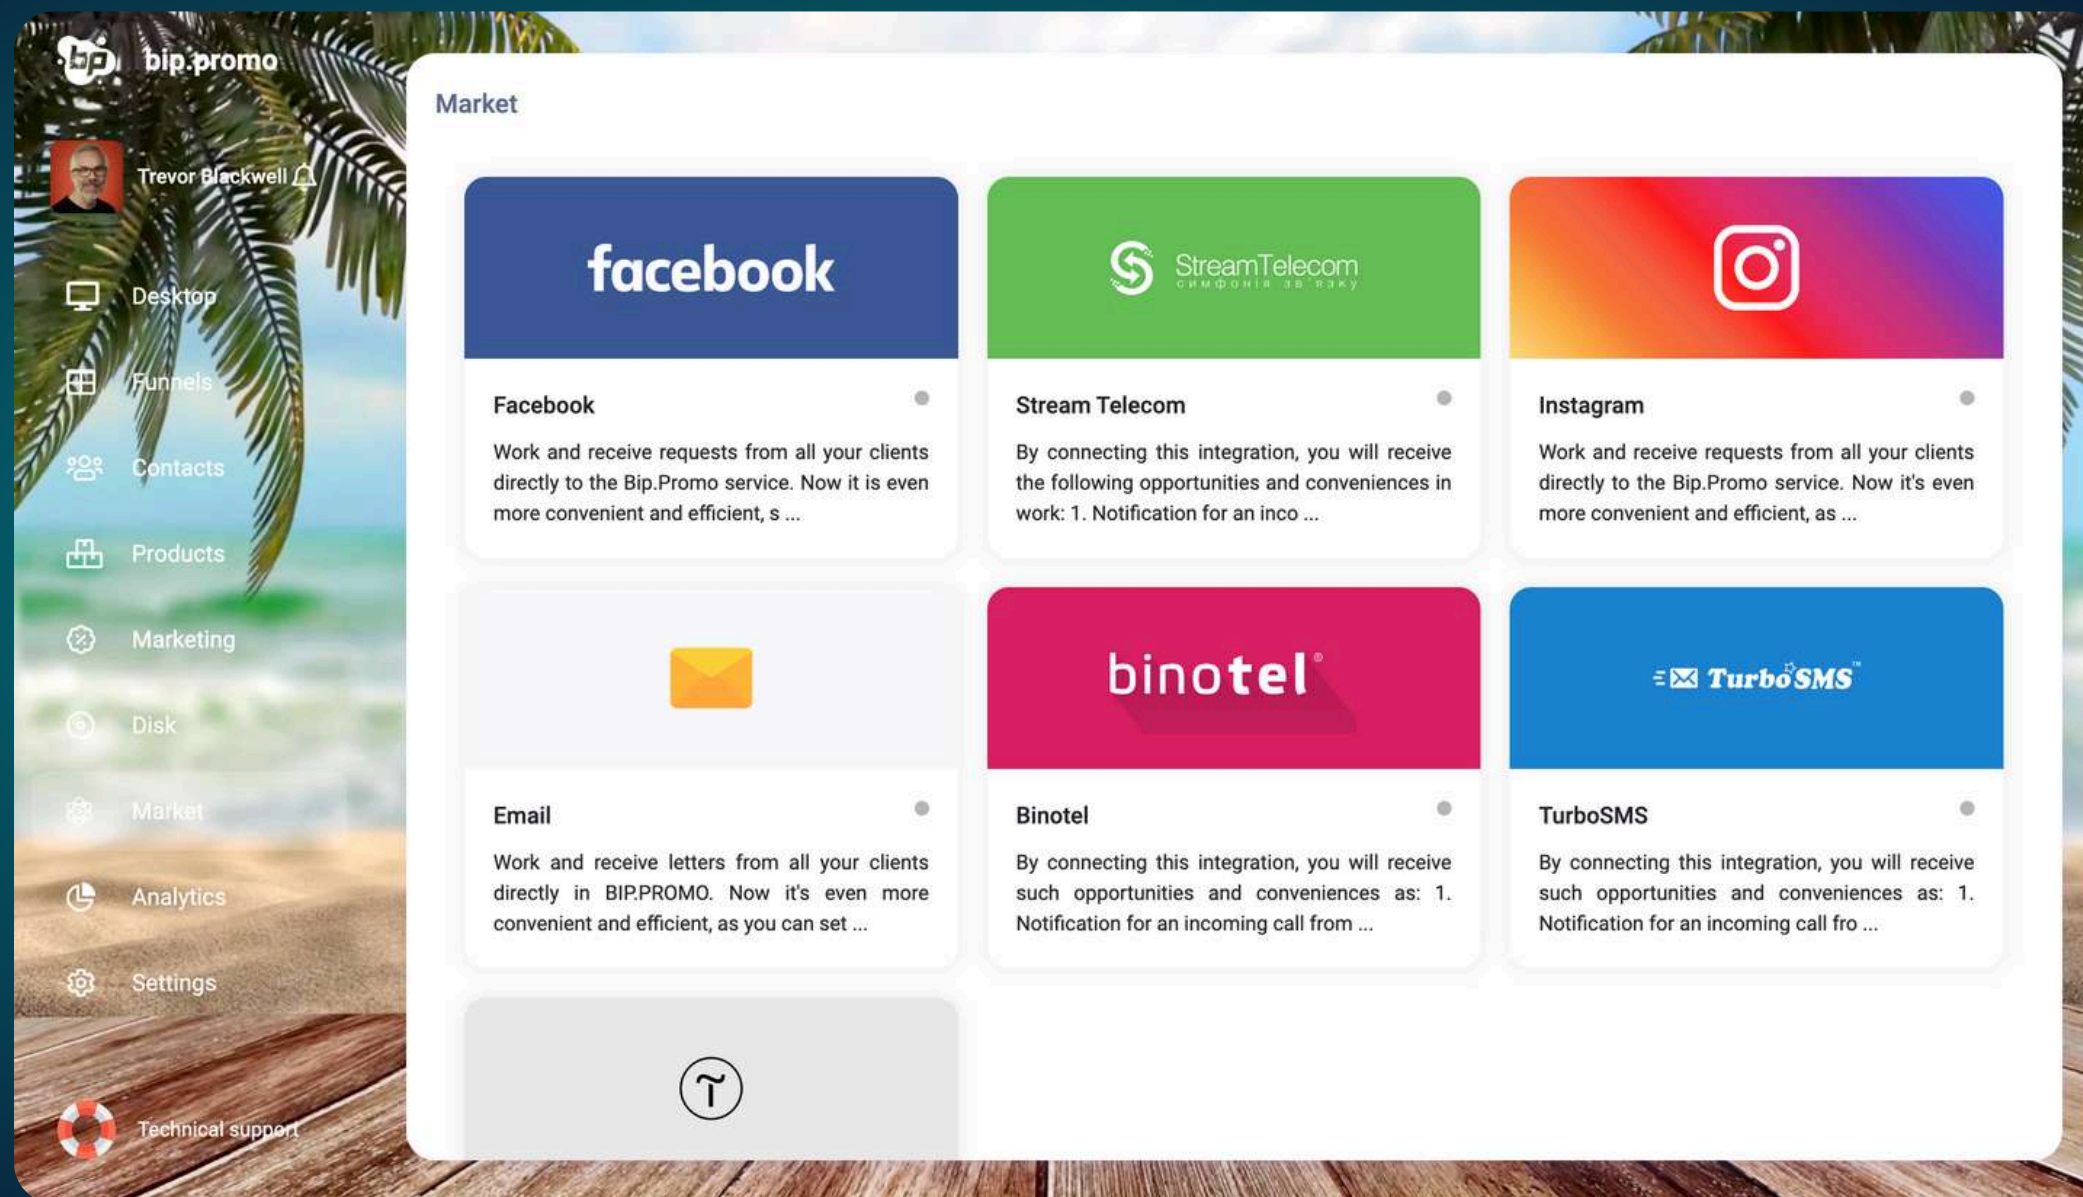 bp bip.promo
Trevor Blackwell
Desktop
Funnels
Contacts
Products
Marketing
Disk
Market
Analytics
Settings
Technical support
Market
facebook
Facebook
Work and receive requests from all your clients
directly to the Bip.Promo service. Now it is even
more convenient and efficient, s ...
StreamTelecom
симфонія зв'язку
Stream Telecom
By connecting this integration, you will receive
the following opportunities and conveniences in
work: 1. Notification for an inco ...
Instagram
Work and receive requests from all your clients
directly to the Bip.Promo service. Now it's even
more convenient and efficient, as ...
Email
Work and receive letters from all your clients
directly in BIP.PROMO. Now it's even more
convenient and efficient, as you can set ...
binotel®
Binotel
By connecting this integration, you will receive
such opportunities and conveniences as: 1.
Notification for an incoming call from ...
TurboSMS™
TurboSMS
By connecting this integration, you will receive
such opportunities and conveniences as: 1.
Notification for an incoming call fro ...